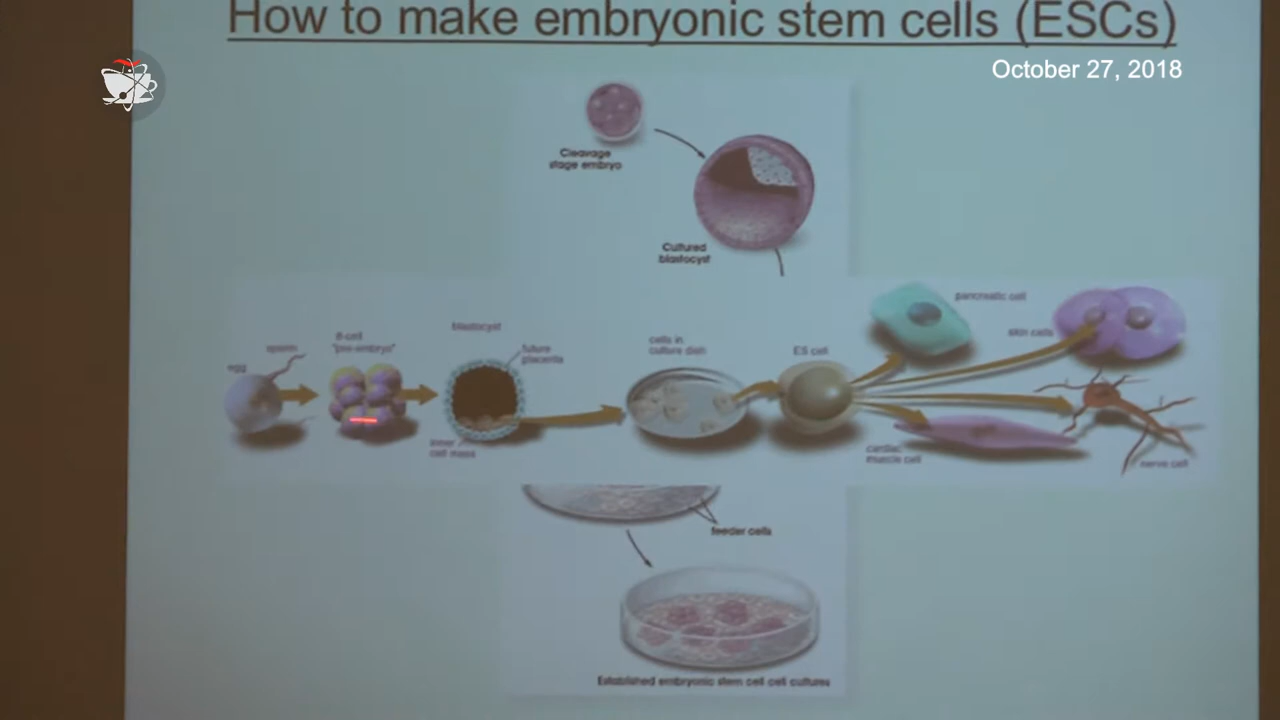 How to make embryonic stem cells (ESCs)
October 27, 2018
Cleavage
stage embryo
Cultured
blastocyst
egg
sperm
8-cell
"pre-embryo"
blastocyst
future
placenta
inner
cell mass
cells in
culture dish
ES cell
pancreatic cell
skin cells
cardiac
muscle cell
nerve cell
feeder cells
Established embryonic stem cell cell cultures